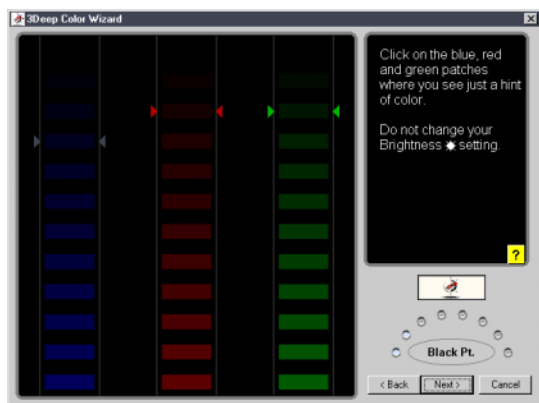 3Deep Color Wizard
Click on the blue, red
and green patches
where you see just a hint
of color.
Do not change your
Brightness setting.
?
Black Pt.
< Back
Next >
Cancel